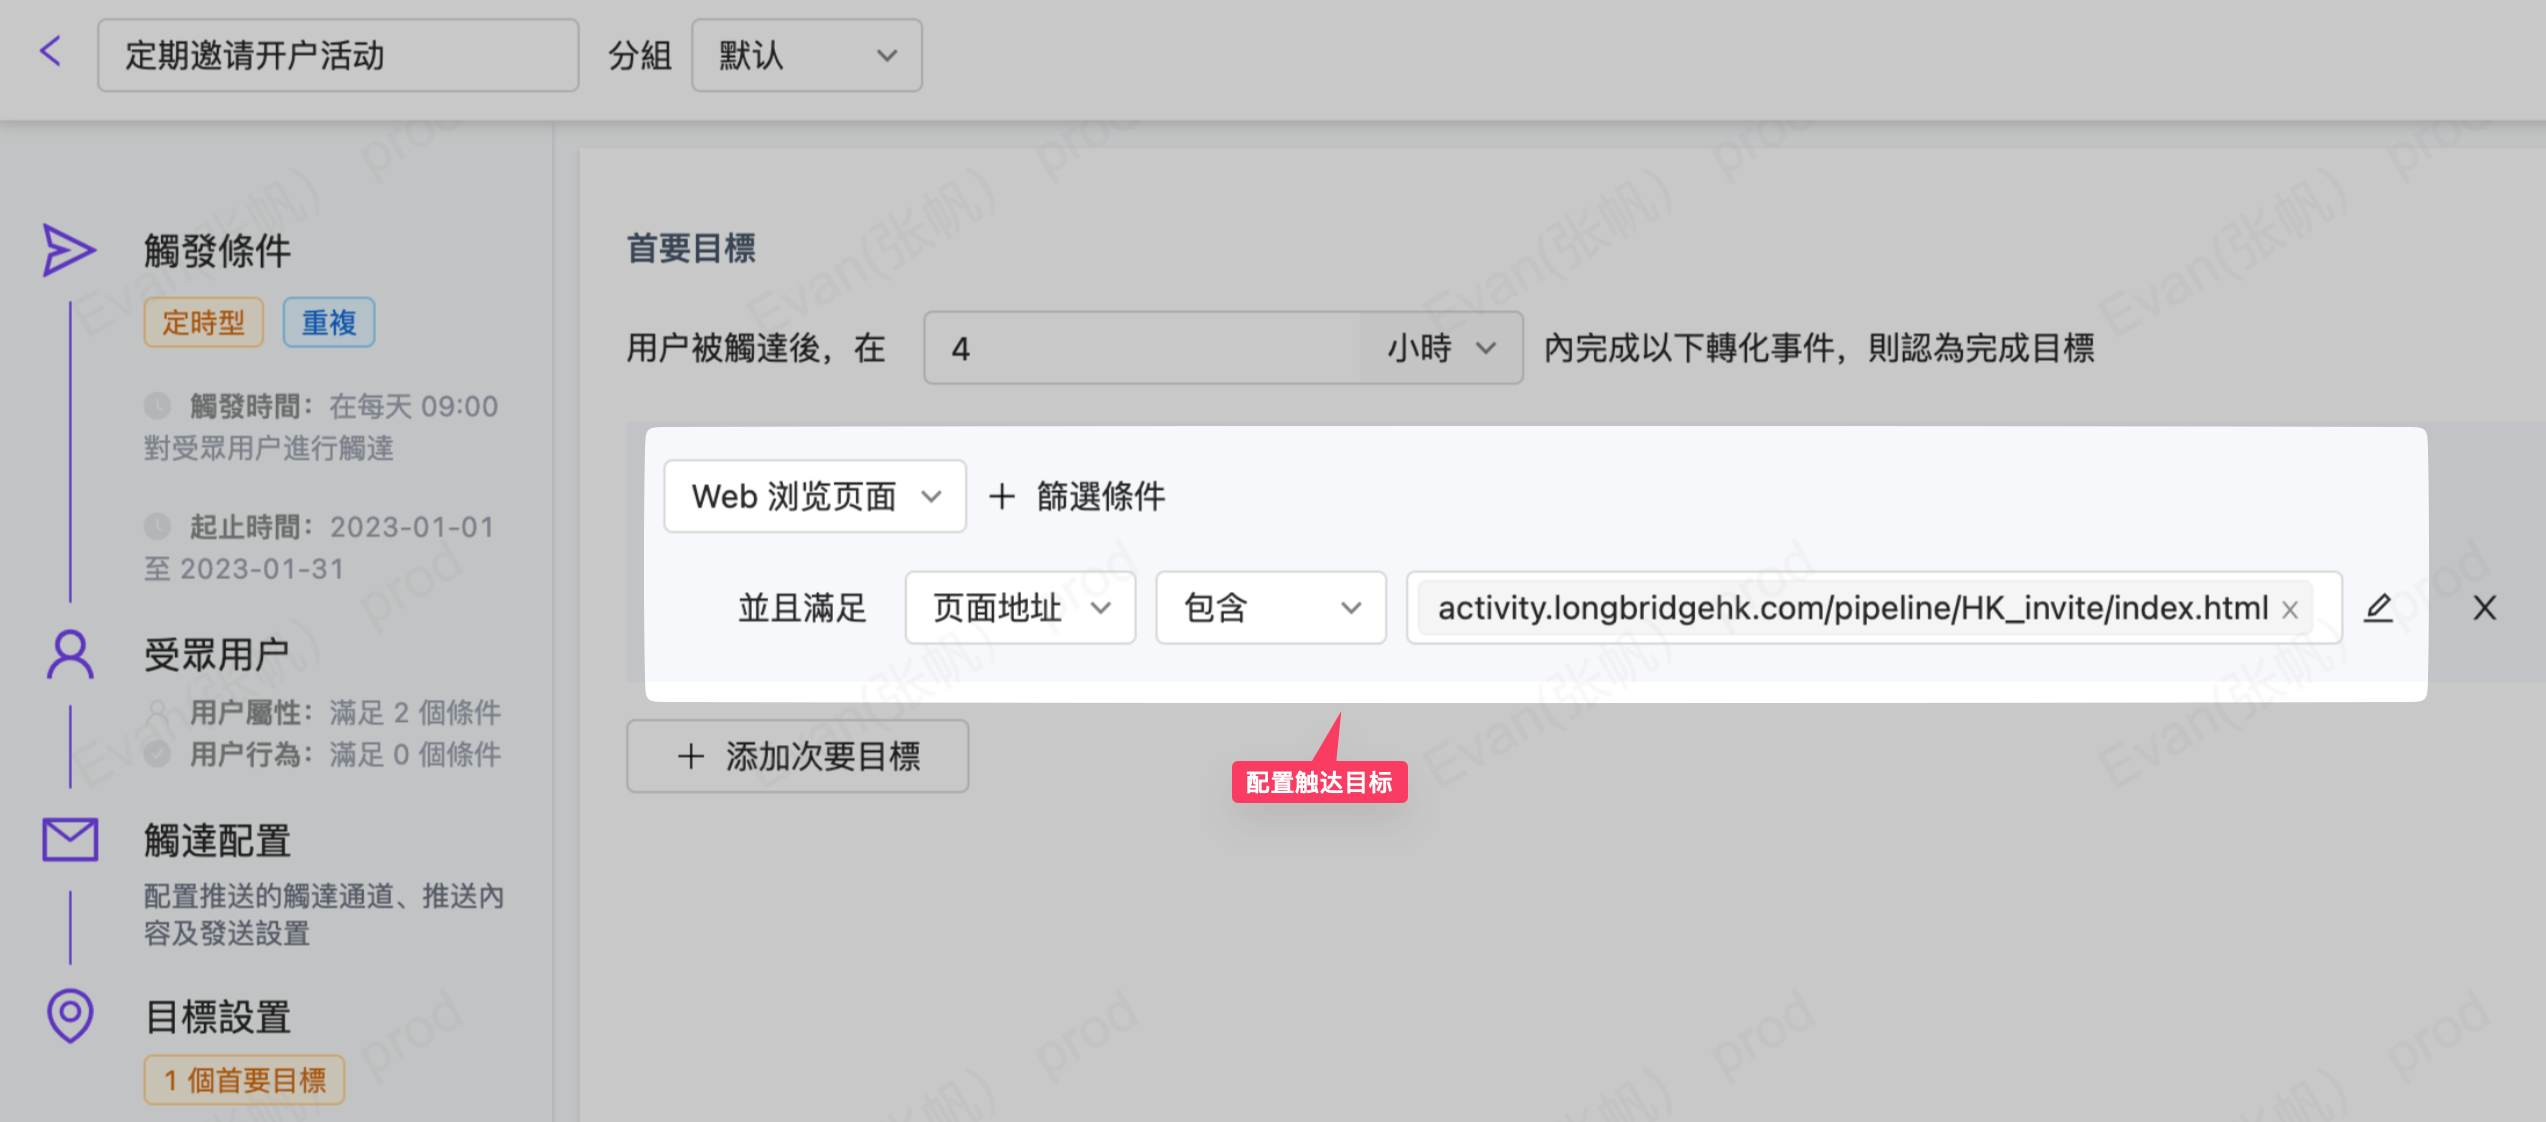 定期邀请开户活动 分組 默认
觸發條件
定時型 重複
觸發時間：在每天 09:00
對受眾用户進行觸達
起止時間：2023-01-01
至 2023-01-31
受眾用户
用户屬性：滿足 2 個條件
用户行為：滿足 0 個條件
觸達配置
配置推送的觸達通道、推送內
容及發送設置
目標設置
1 個首要目標
首要目標
用户被觸達後，在 4 小時 內完成以下轉化事件，則認為完成目標
Web 浏览页面 + 篩選條件
並且滿足 页面地址 包含 activity.longbridgehk.com/pipeline/HK_invite/index.html
+ 添加次要目標
配置触达目标
Evan(张帆） prod